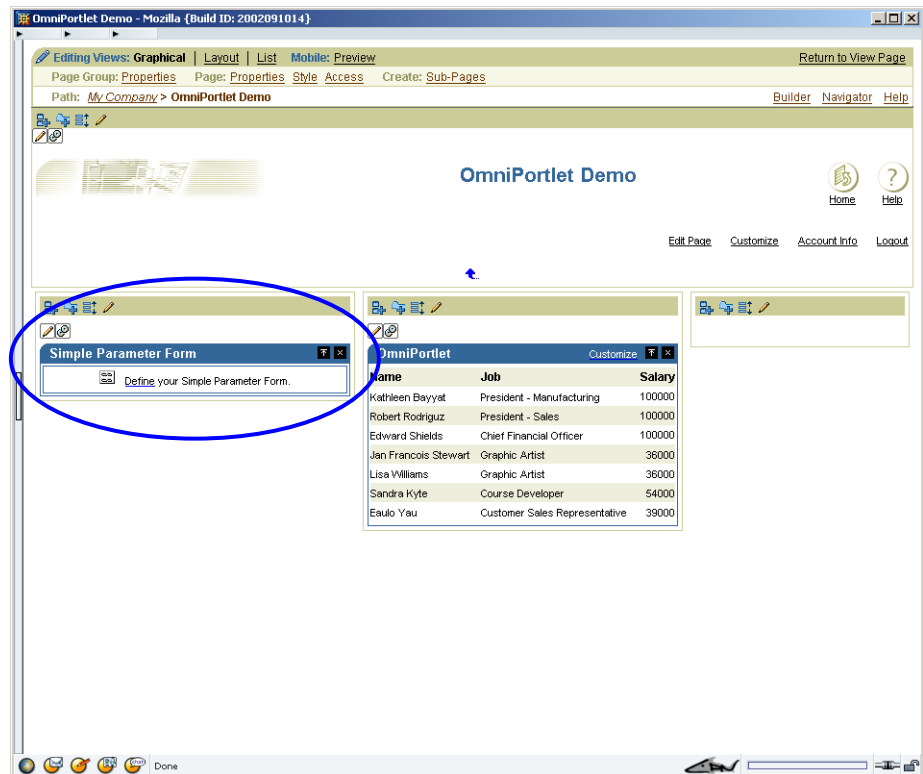 OmniPortlet Demo - Mozilla {Build ID: 2002091014}
Editing Views: Graphical | Layout | List Mobile: Preview Return to View Page
Page Group: Properties Page: Properties Style Access Create: Sub-Pages
Path: My Company > OmniPortlet Demo Builder Navigator Help
OmniPortlet Demo
Home Help
Edit Page Customize Account Info Logout
Simple Parameter Form
Define your Simple Parameter Form.
OmniPortlet Customize
Name Job Salary
Kathleen Bayyat President - Manufacturing 100000
Robert Rodriguz President - Sales 100000
Edward Shields Chief Financial Officer 100000
Jan Francois Stewart Graphic Artist 36000
Lisa Williams Graphic Artist 36000
Sandra Kyte Course Developer 54000
Eaulo Yau Customer Sales Representative 39000
Done